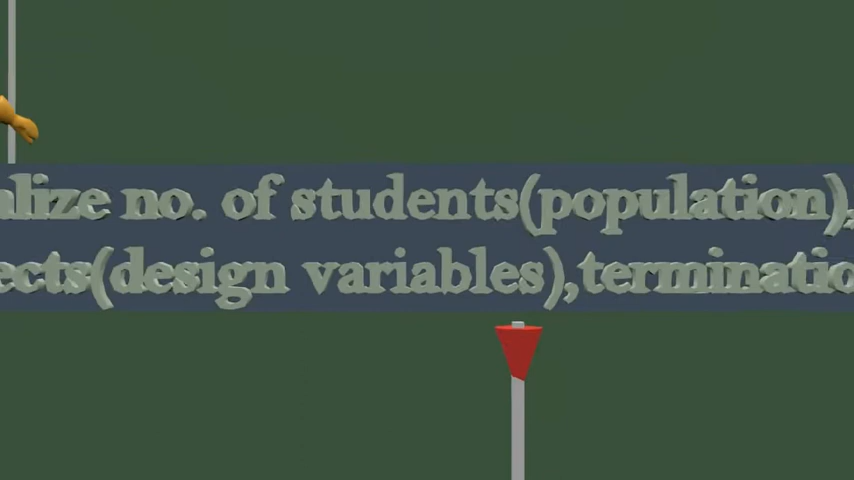 alize no. of students(population),
ects(design variables),terminatio